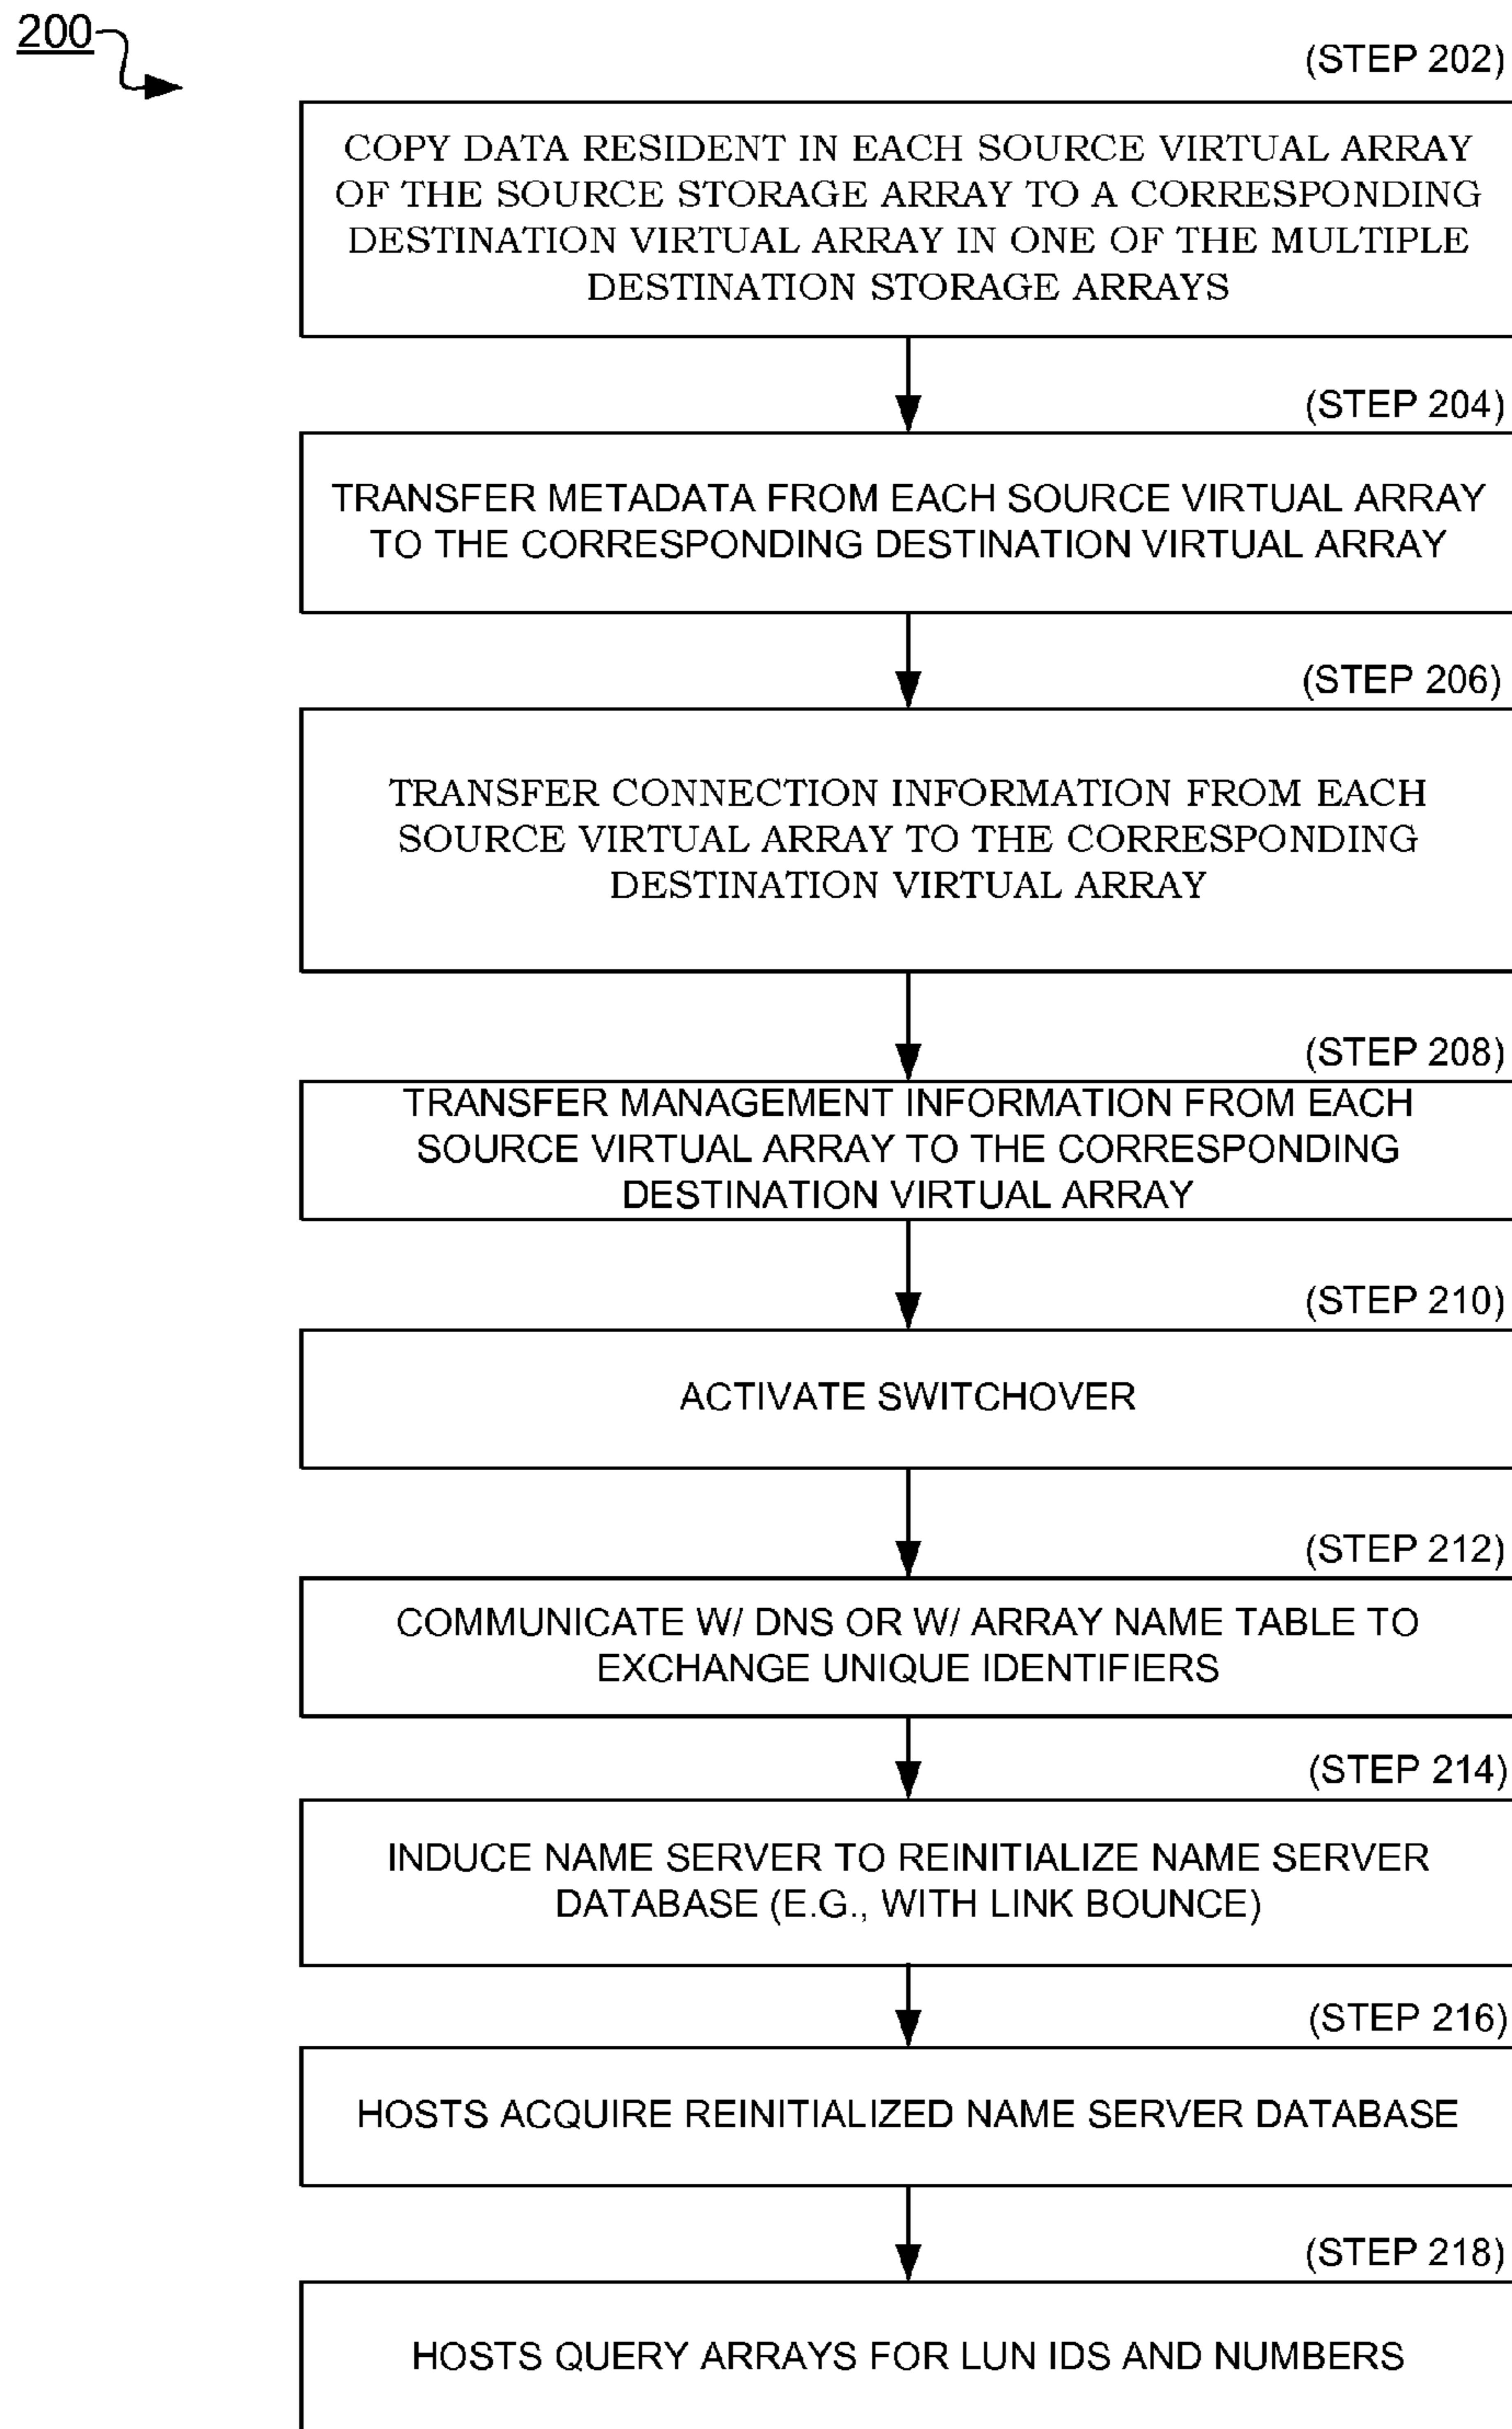 200
(STEP 202)
COPY DATA RESIDENT IN EACH SOURCE VIRTUAL ARRAY
OF THE SOURCE STORAGE ARRAY TO A CORRESPONDING
DESTINATION VIRTUAL ARRAY IN ONE OF THE MULTIPLE
DESTINATION STORAGE ARRAYS
(STEP 204)
TRANSFER METADATA FROM EACH SOURCE VIRTUAL ARRAY
TO THE CORRESPONDING DESTINATION VIRTUAL ARRAY
(STEP 206)
TRANSFER CONNECTION INFORMATION FROM EACH
SOURCE VIRTUAL ARRAY TO THE CORRESPONDING
DESTINATION VIRTUAL ARRAY
(STEP 208)
TRANSFER MANAGEMENT INFORMATION FROM EACH
SOURCE VIRTUAL ARRAY TO THE CORRESPONDING
DESTINATION VIRTUAL ARRAY
(STEP 210)
ACTIVATE SWITCHOVER
(STEP 212)
COMMUNICATE W/ DNS OR W/ ARRAY NAME TABLE TO
EXCHANGE UNIQUE IDENTIFIERS
(STEP 214)
INDUCE NAME SERVER TO REINITIALIZE NAME SERVER
DATABASE (E.G., WITH LINK BOUNCE)
(STEP 216)
HOSTS ACQUIRE REINITIALIZED NAME SERVER DATABASE
(STEP 218)
HOSTS QUERY ARRAYS FOR LUN IDS AND NUMBERS